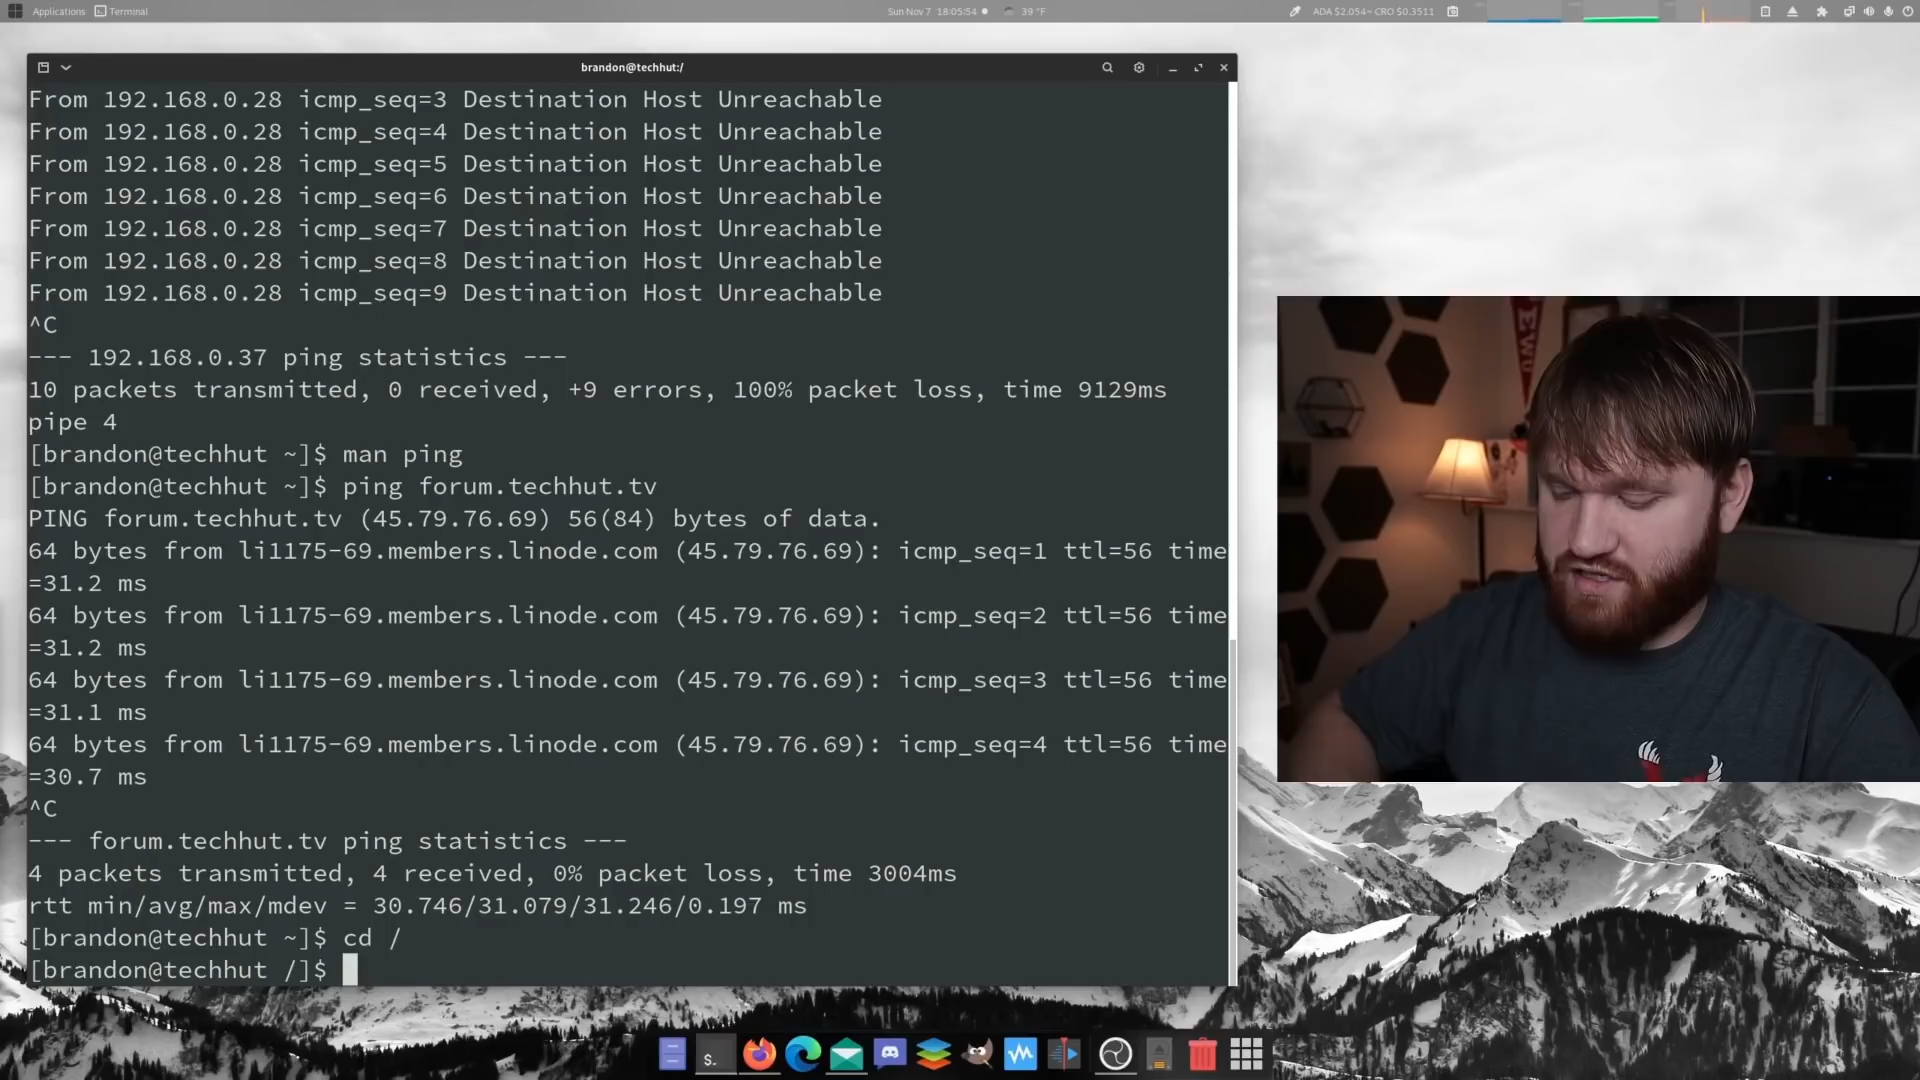 Applications Terminal Sun Nov 7 18:05:54 39 °F ADA $2.054~ CRO $0.3511
brandon@techhut:/
From 192.168.0.28 icmp_seq=3 Destination Host Unreachable
From 192.168.0.28 icmp_seq=4 Destination Host Unreachable
From 192.168.0.28 icmp_seq=5 Destination Host Unreachable
From 192.168.0.28 icmp_seq=6 Destination Host Unreachable
From 192.168.0.28 icmp_seq=7 Destination Host Unreachable
From 192.168.0.28 icmp_seq=8 Destination Host Unreachable
From 192.168.0.28 icmp_seq=9 Destination Host Unreachable
^C
--- 192.168.0.37 ping statistics ---
10 packets transmitted, 0 received, +9 errors, 100% packet loss, time 9129ms
pipe 4
[brandon@techhut ~]$ man ping
[brandon@techhut ~]$ ping forum.techhut.tv
PING forum.techhut.tv (45.79.76.69) 56(84) bytes of data.
64 bytes from li1175-69.members.linode.com (45.79.76.69): icmp_seq=1 ttl=56 time
=31.2 ms
64 bytes from li1175-69.members.linode.com (45.79.76.69): icmp_seq=2 ttl=56 time
=31.2 ms
64 bytes from li1175-69.members.linode.com (45.79.76.69): icmp_seq=3 ttl=56 time
=31.1 ms
64 bytes from li1175-69.members.linode.com (45.79.76.69): icmp_seq=4 ttl=56 time
=30.7 ms
^C
--- forum.techhut.tv ping statistics ---
4 packets transmitted, 4 received, 0% packet loss, time 3004ms
rtt min/avg/max/mdev = 30.746/31.079/31.246/0.197 ms
[brandon@techhut ~]$ cd /
[brandon@techhut /]$
EWU
$_